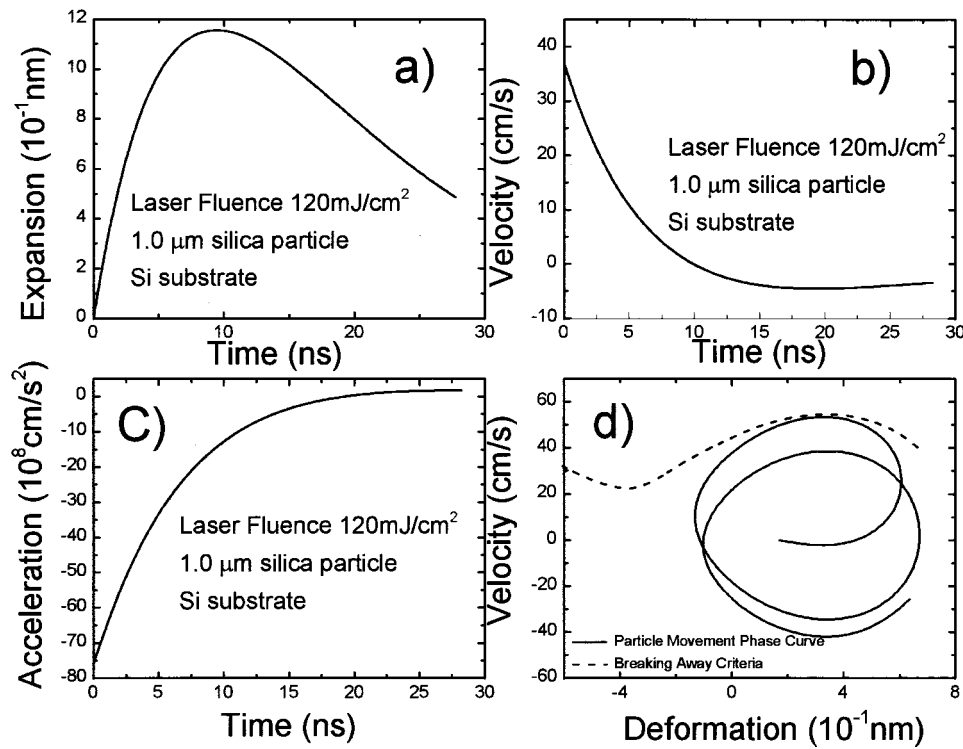 a)
Expansion (10⁻¹nm)
12
10
8
6
4
2
0
Laser Fluence 120mJ/cm²
1.0 μm silica particle
Si substrate
0 5 10 15 20 25 30
Time (ns)
b)
Velocity (cm/s)
40
30
20
10
0
-10
Laser Fluence 120mJ/cm²
1.0 μm silica particle
Si substrate
0 5 10 15 20 25 30
Time (ns)
C)
Acceleration (10⁸cm/s²)
0
-10
-20
-30
-40
-50
-60
-70
-80
Laser Fluence 120mJ/cm²
1.0 μm silica particle
Si substrate
0 5 10 15 20 25 30
Time (ns)
d)
Velocity (cm/s)
60
40
20
0
-20
-40
-60
Particle Movement Phase Curve
Breaking Away Criteria
-4 0 4 8
Deformation (10⁻¹nm)